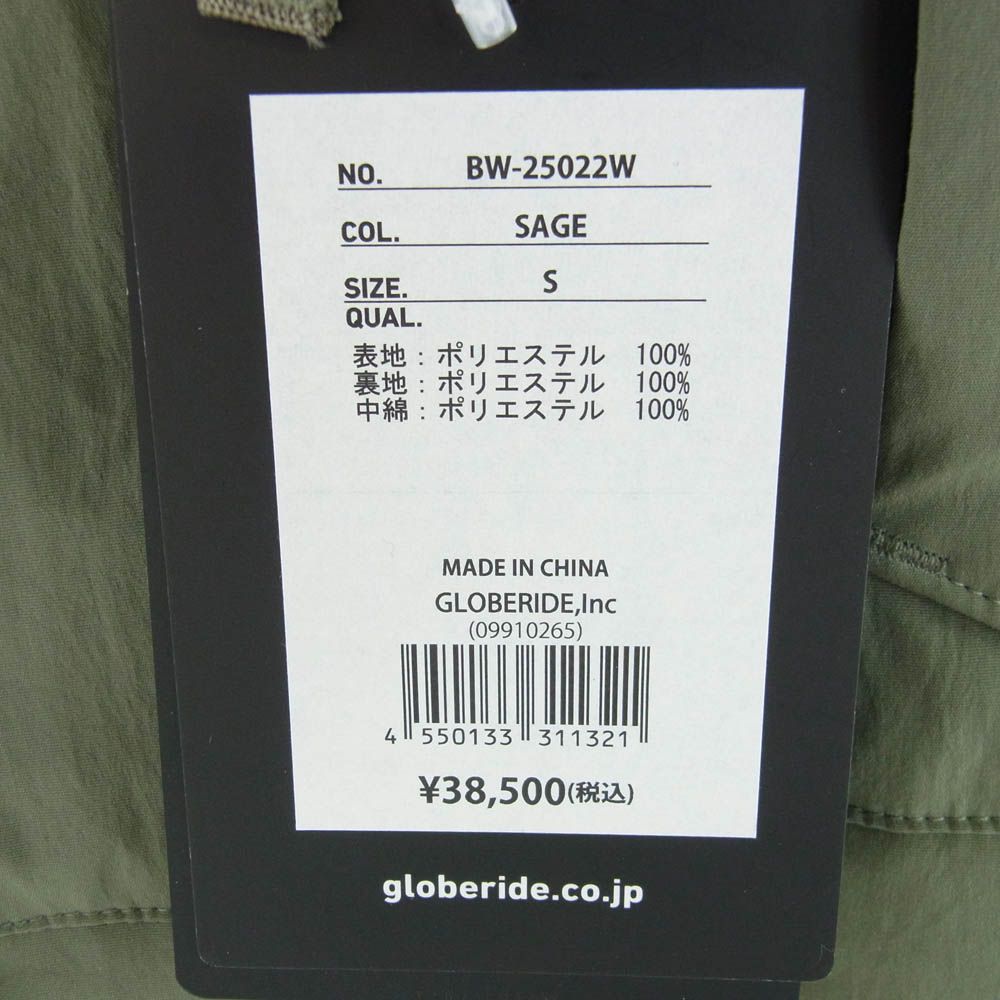 NO. BW-25022W
COL. SAGE
SIZE. S
QUAL.
表地：ポリエステル 100%
裏地：ポリエステル 100%
中綿：ポリエステル 100%
MADE IN CHINA
GLOBERIDE,Inc
(09910265)
4 550133 311321
¥38,500(税込)
globeride.co.jp